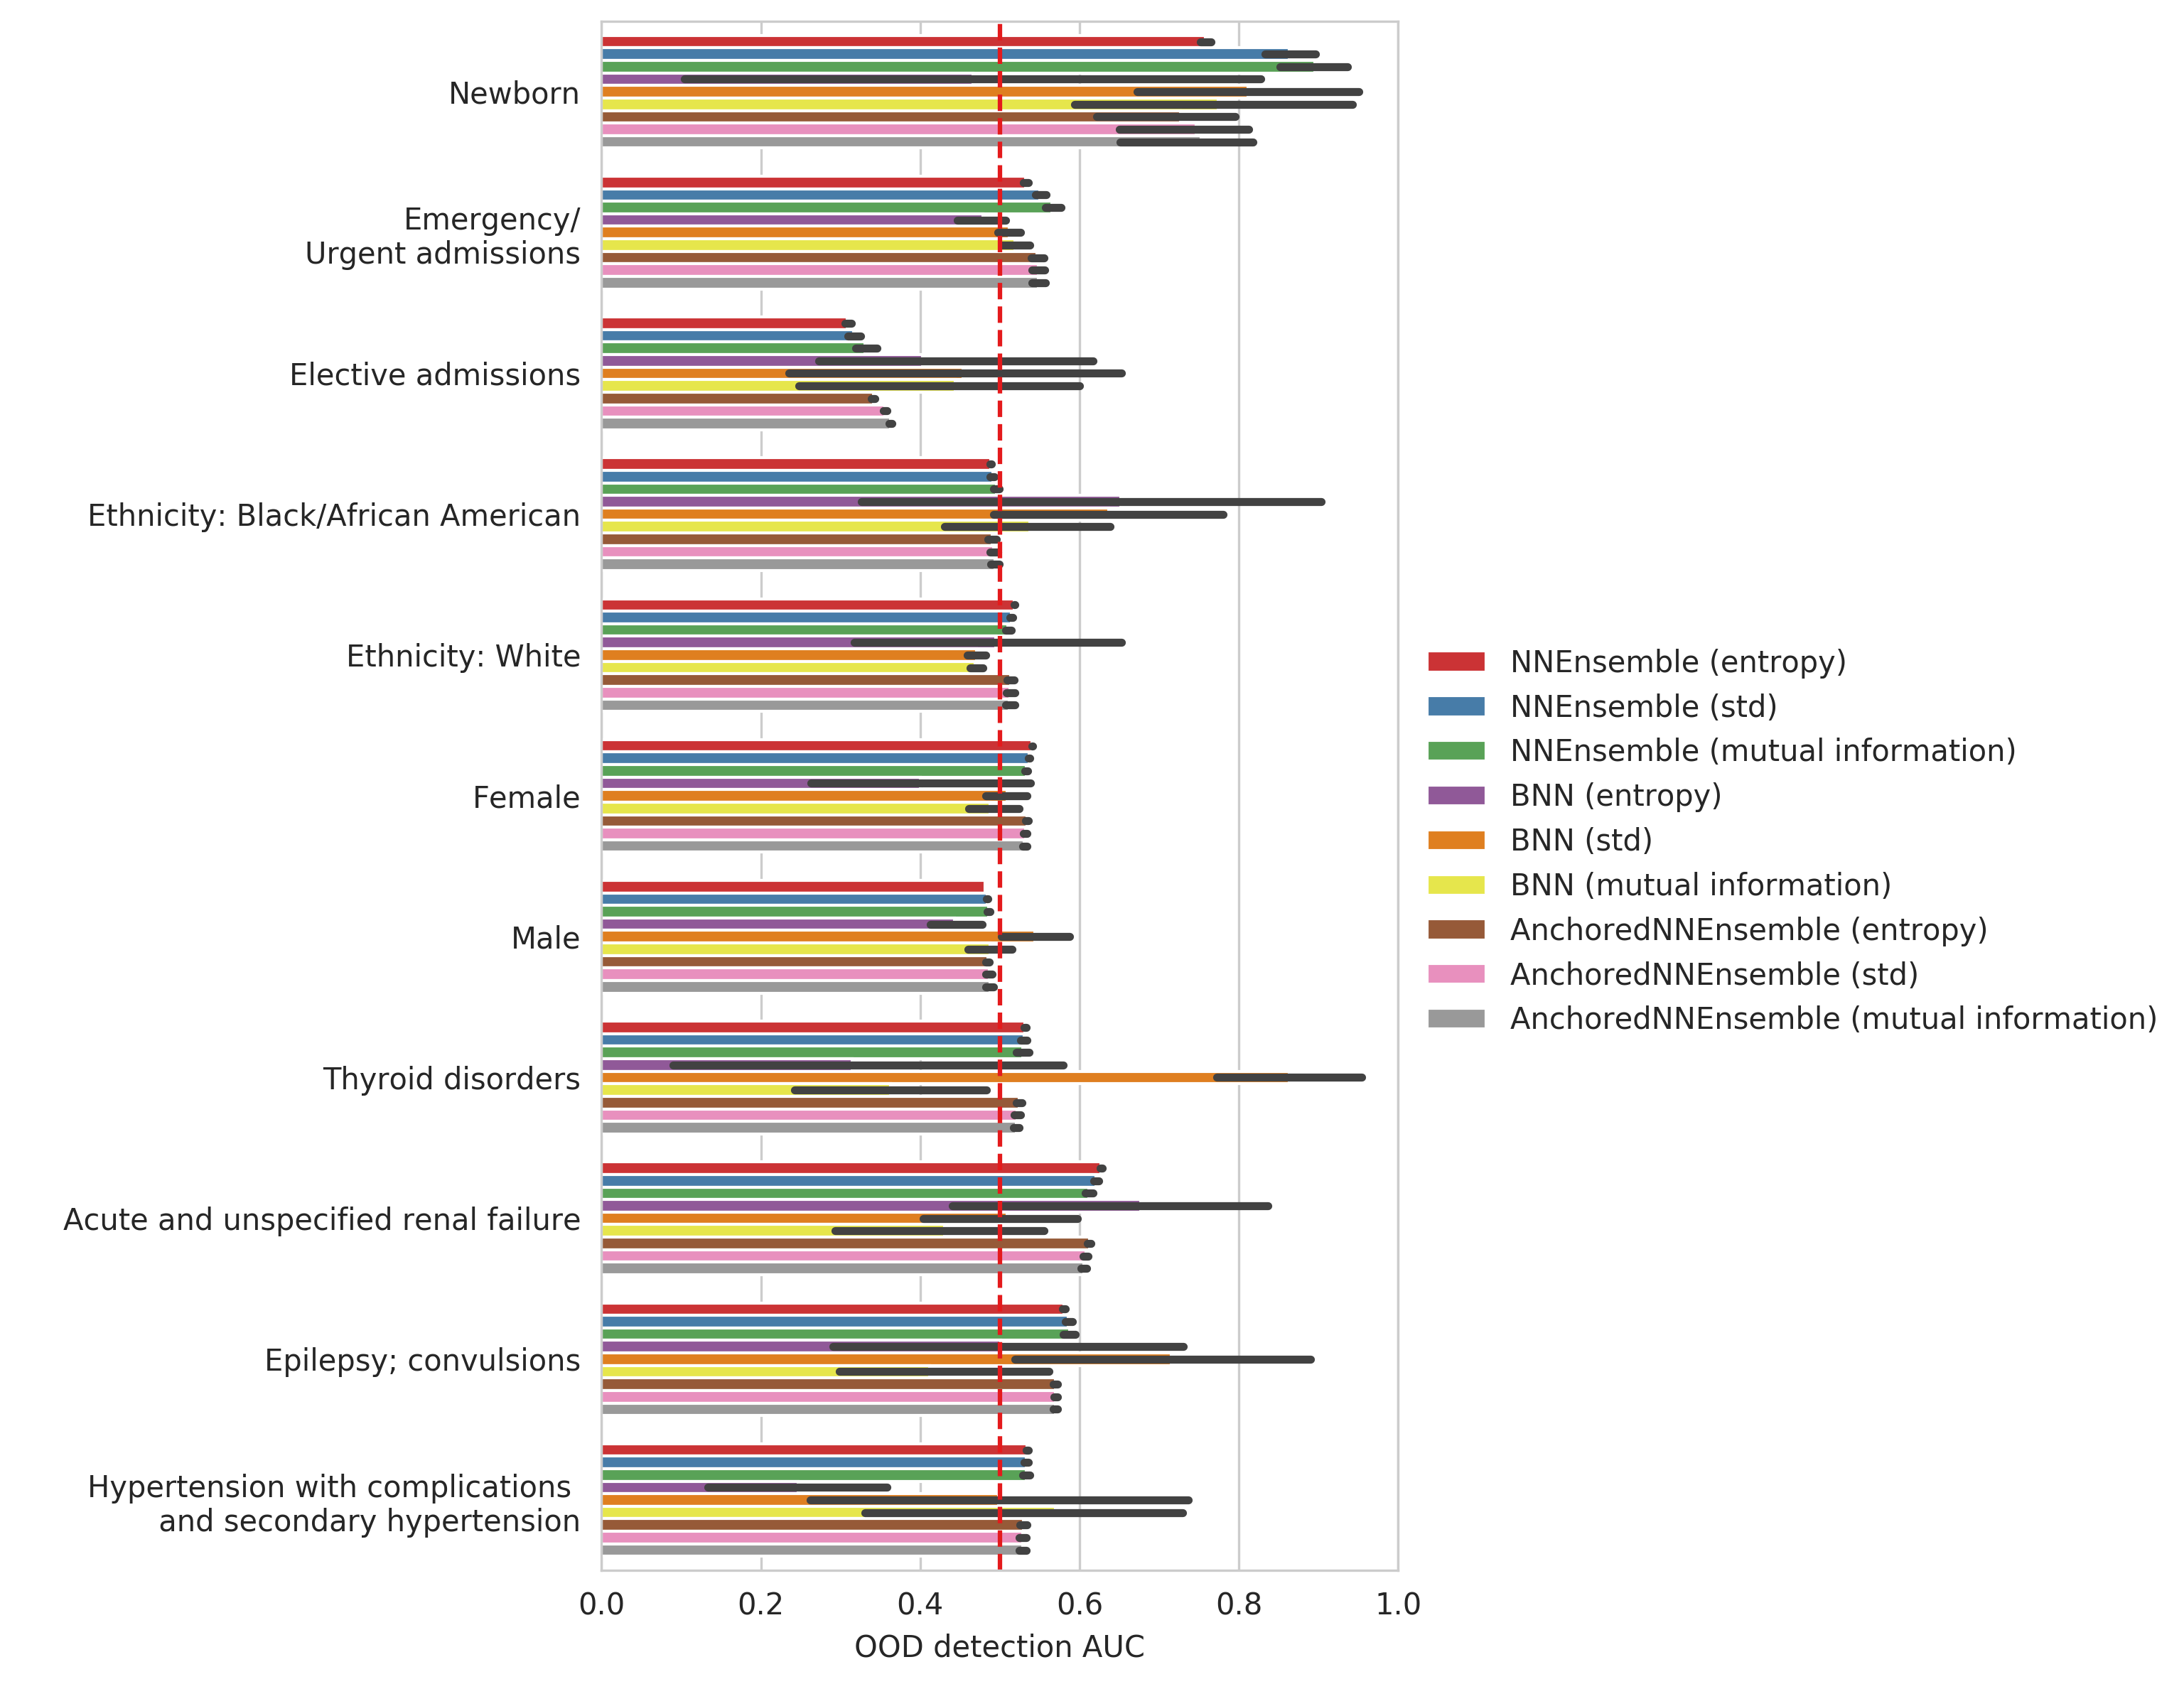 Newborn
Emergency/
Urgent admissions
Elective admissions
Ethnicity: Black/African American
Ethnicity: White
Female
Male
Thyroid disorders
Acute and unspecified renal failure
Epilepsy; convulsions
Hypertension with complications
and secondary hypertension
0.0 0.2 0.4 0.6 0.8 1.0
OOD detection AUC
NNEnsemble (entropy)
NNEnsemble (std)
NNEnsemble (mutual information)
BNN (entropy)
BNN (std)
BNN (mutual information)
AnchoredNNEnsemble (entropy)
AnchoredNNEnsemble (std)
AnchoredNNEnsemble (mutual information)